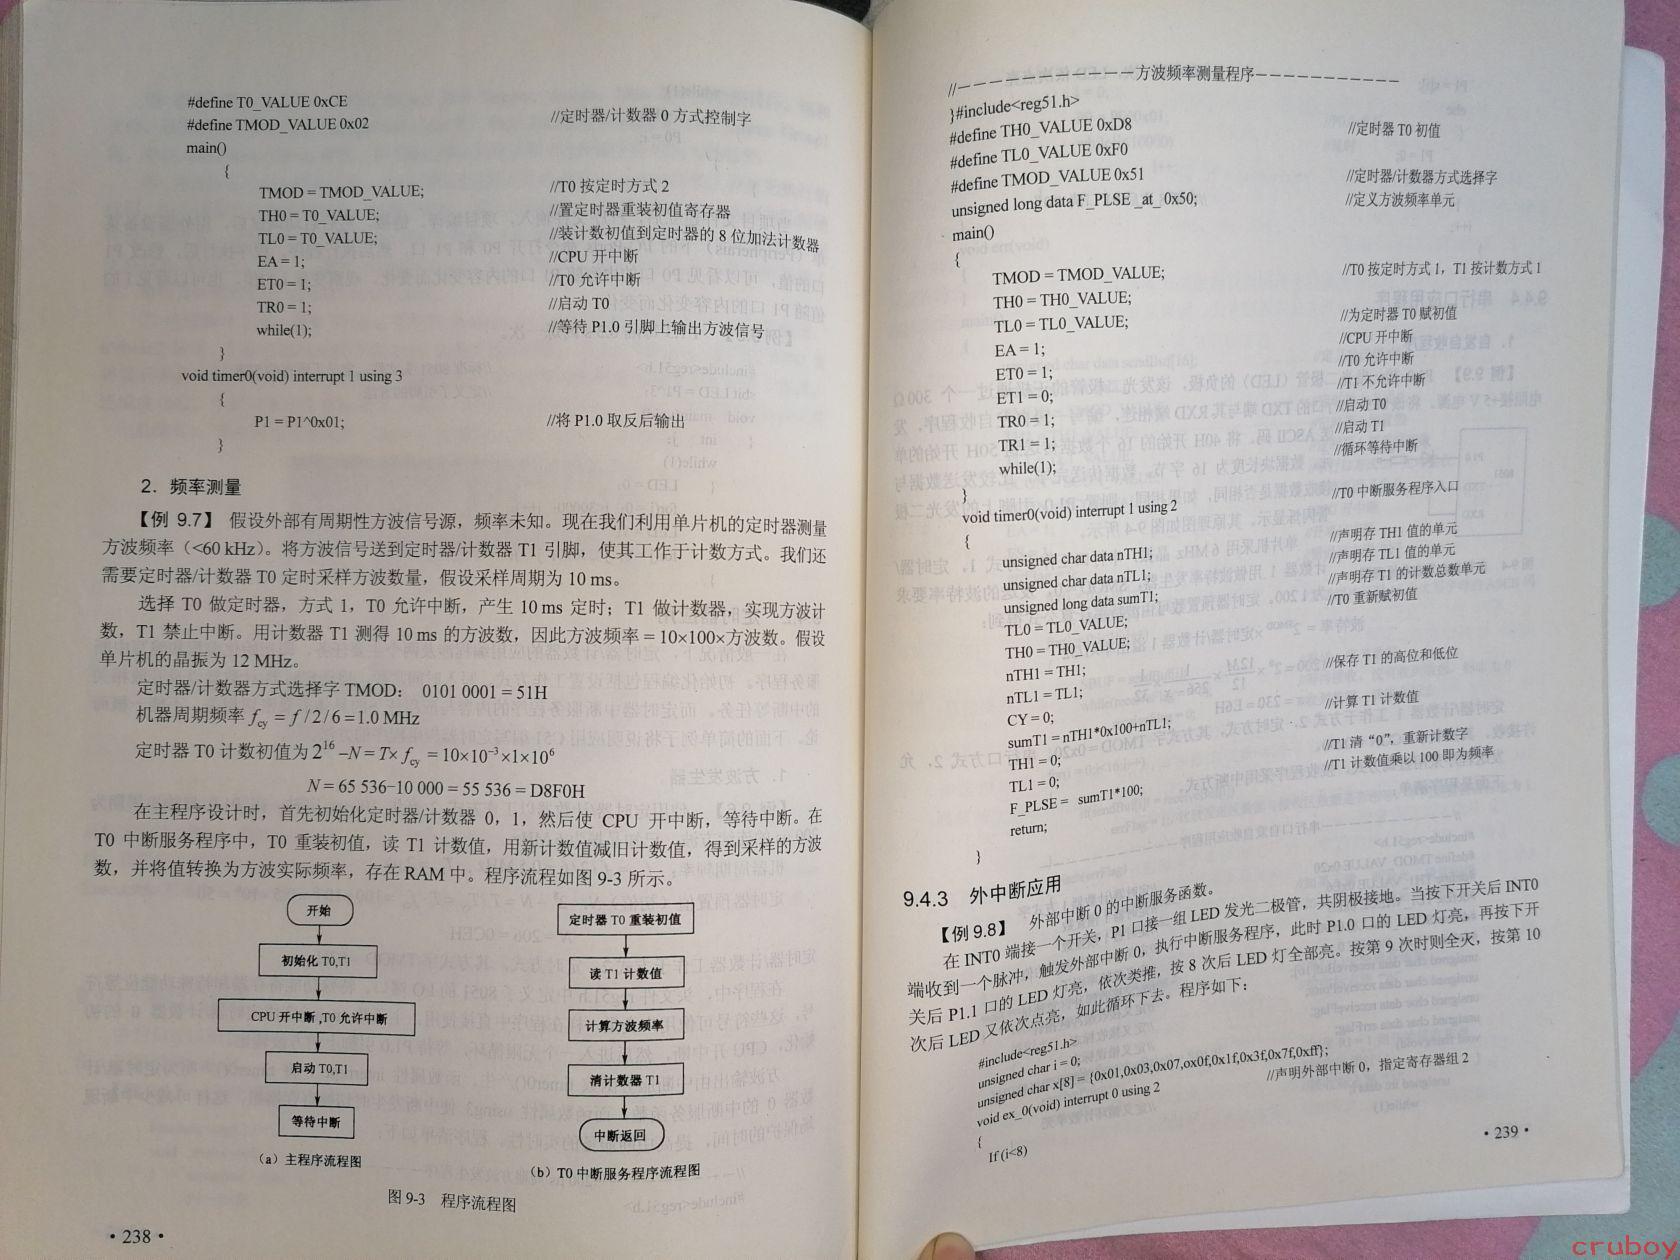 #define T0_VALUE 0xCE
#define TMOD_VALUE 0x02 //定时器/计数器 0 方式控制字
main()
{
TMOD = TMOD_VALUE; //T0 按定时方式 2
TH0 = T0_VALUE; //置定时器重装初值寄存器
TL0 = T0_VALUE; //装计数初值到定时器的 8 位加法计数器
EA = 1; //CPU 开中断
ET0 = 1; //T0 允许中断
TR0 = 1; //启动 T0
while(1); //等待 P1.0 引脚上输出方波信号
}
void timer0(void) interrupt 1 using 3
{
P1 = P1^0x01; //将 P1.0 取反后输出
}
2. 频率测量
【例 9.7】 假设外部有周期性方波信号源，频率未知。现在我们利用单片机的定时器测量
方波频率（<60 kHz）。将方波信号送到定时器/计数器 T1 引脚，使其工作于计数方式。我们还
需要定时器/计数器 T0 定时采样方波数量，假设采样周期为 10 ms。
选择 T0 做定时器，方式 1，T0 允许中断，产生 10 ms 定时；T1 做计数器，实现方波计
数，T1 禁止中断。用计数器 T1 测得 10 ms 的方波数，因此方波频率 = 10×100×方波数。假设
单片机的晶振为 12 MHz。
定时器/计数器方式选择字 TMOD： 0101 0001 = 51H
机器周期频率 fcy = f / 2 / 6 = 1.0 MHz
定时器 T0 计数初值为 2¹⁶ –N = T× fcy = 10×10⁻³×1×10⁶
N = 65 536–10 000 = 55 536 = D8F0H
在主程序设计时，首先初始化定时器/计数器 0，1，然后使 CPU 开中断，等待中断。在
T0 中断服务程序中，T0 重装初值，读 T1 计数值，用新计数值减旧计数值，得到采样的方波
数，并将值转换为方波实际频率，存在 RAM 中。程序流程如图 9-3 所示。
开始
初始化 T0,T1
CPU 开中断,T0 允许中断
启动 T0,T1
等待中断
(a) 主程序流程图
定时器 T0 重装初值
读 T1 计数值
计算方波频率
清计数器 T1
中断返回
(b) T0 中断服务程序流程图
图 9-3 程序流程图
·238·
//－－－－－－－－－－－方波频率测量程序－－－－－－－－－－－
}#include<reg51.h>
#define TH0_VALUE 0xD8 //定时器 T0 初值
#define TL0_VALUE 0xF0
#define TMOD_VALUE 0x51 //定时器/计数器方式选择字
unsigned long data F_PLSE _at_ 0x50; //定义方波频率单元
main()
{
TMOD = TMOD_VALUE; //T0 按定时方式 1，T1 按计数方式 1
TH0 = TH0_VALUE;
TL0 = TL0_VALUE; //为定时器 T0 赋初值
EA = 1; //CPU 开中断
ET0 = 1; //T0 允许中断
ET1 = 0; //T1 不允许中断
TR0 = 1; //启动 T0
TR1 = 1; //启动 T1
while(1); //循环等待中断
}
void timer0(void) interrupt 1 using 2 //T0 中断服务程序入口
{
unsigned char data nTH1; //声明存 TH1 值的单元
unsigned char data nTL1; //声明存 TL1 值的单元
unsigned long data sumT1; //声明存 T1 的计数总数单元
TL0 = TL0_VALUE; //T0 重新赋初值
TH0 = TH0_VALUE;
nTH1 = TH1; //保存 T1 的高位和低位
nTL1 = TL1;
CY = 0; //计算 T1 计数值
sumT1 = nTH1*0x100+nTL1;
TH1 = 0; //T1 清“0”，重新计数字
TL1 = 0; //T1 计数值乘以 100 即为频率
F_PLSE = sumT1*100;
return;
}
9.4.3 外中断应用
【例 9.8】 外部中断 0 的中断服务函数。
在 INT0 端接一个开关，P1 口接一组 LED 发光二极管，共阴极接地。当按下开关后 INT0
端收到一个脉冲，触发外部中断 0，执行中断服务程序，此时 P1.0 口的 LED 灯亮，再按下开
关后 P1.1 口的 LED 灯亮，依次类推，按 8 次后 LED 灯全部亮。按第 9 次时则全灭，按第 10
次后 LED 又依次点亮，如此循环下去。程序如下：
#include<reg51.h>
unsigned char i = 0;
unsigned char x[8] = {0x01,0x03,0x07,ox0f,0x1f,0x3f,0x7f,0xff};
void ex_0(void) interrupt 0 using 2 //声明外部中断 0，指定寄存器组 2
{
If (i<8)
·239·
cruboy